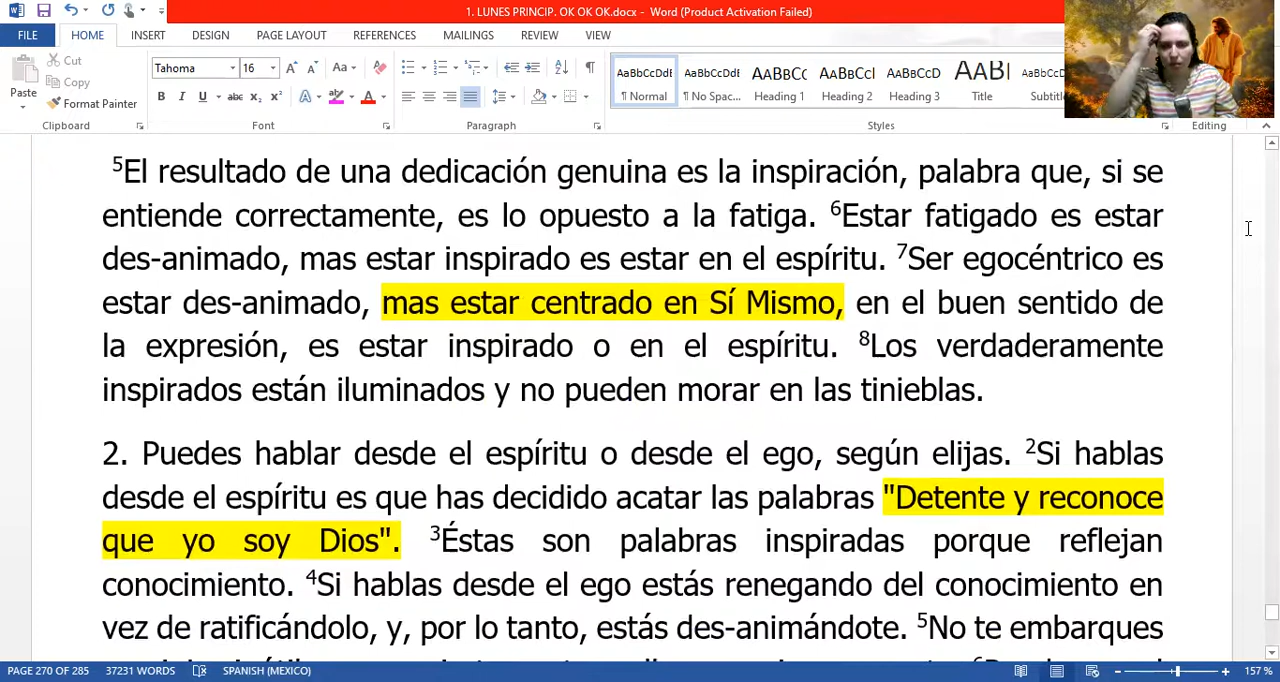 1. LUNES PRINCIP. OK OK OK.docx - Word (Product Activation Failed)
FILE HOME INSERT DESIGN PAGE LAYOUT REFERENCES MAILINGS REVIEW VIEW
Paste
Cut
Copy
Format Painter
Tahoma 16
AaBbCcDdE AaBbCcDdE AaBbCc AaBbCcI AaBbCcD AaBI AaBbCcD
¶ Normal ¶ No Spac... Heading 1 Heading 2 Heading 3 Title Subtitl
Clipboard Font Paragraph Styles Editing
⁵El resultado de una dedicación genuina es la inspiración, palabra que, si se
entiende correctamente, es lo opuesto a la fatiga. ⁶Estar fatigado es estar
des-animado, mas estar inspirado es estar en el espíritu. ⁷Ser egocéntrico es
estar des-animado, mas estar centrado en Sí Mismo, en el buen sentido de
la expresión, es estar inspirado o en el espíritu. ⁸Los verdaderamente
inspirados están iluminados y no pueden morar en las tinieblas.
2. Puedes hablar desde el espíritu o desde el ego, según elijas. ²Si hablas
desde el espíritu es que has decidido acatar las palabras "Detente y reconoce
que yo soy Dios". ³Éstas son palabras inspiradas porque reflejan
conocimiento. ⁴Si hablas desde el ego estás renegando del conocimiento en
vez de ratificándolo, y, por lo tanto, estás des-animándote. ⁵No te embarques
PAGE 270 OF 285 37231 WORDS SPANISH (MEXICO) 157 %